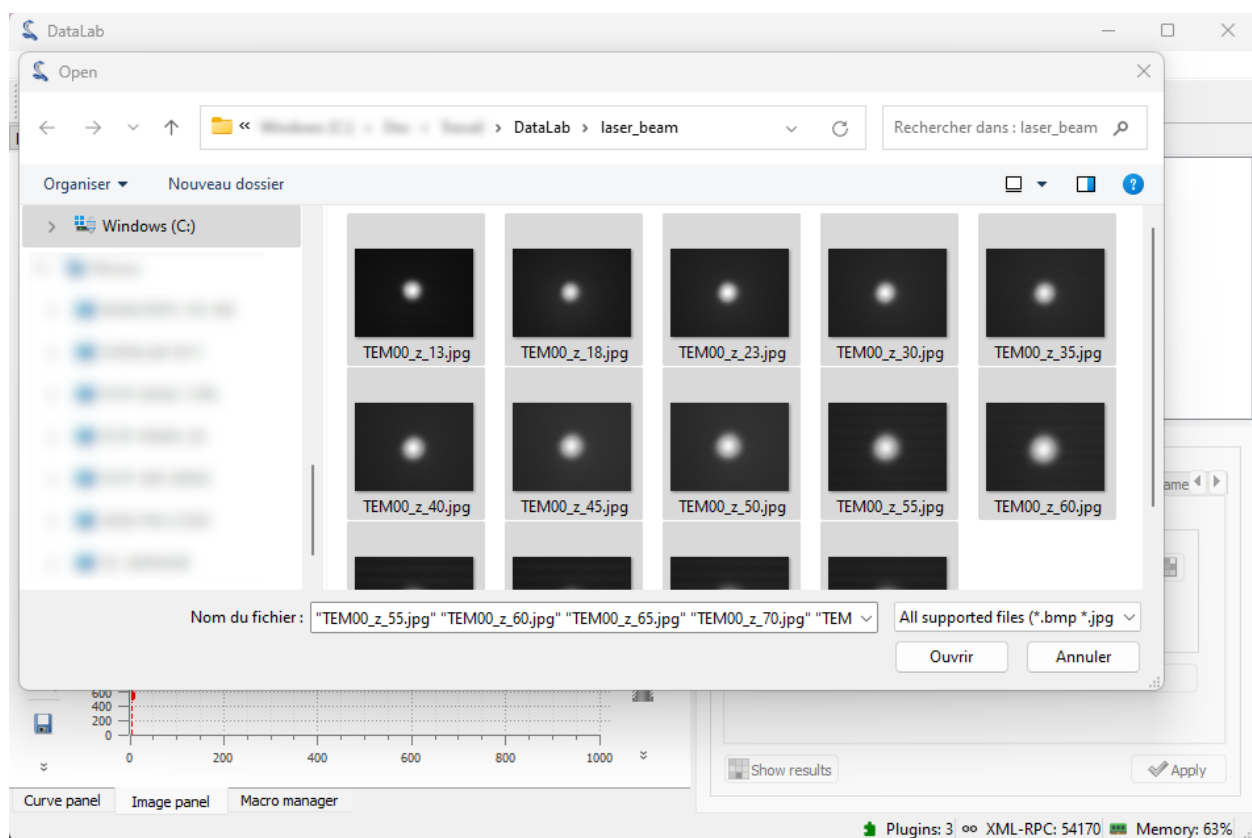 DataLab
Open
« DataLab > laser_beam
Rechercher dans : laser_beam
Organiser Nouveau dossier
Windows (C:)
TEM00_z_13.jpg TEM00_z_18.jpg TEM00_z_23.jpg TEM00_z_30.jpg TEM00_z_35.jpg
TEM00_z_40.jpg TEM00_z_45.jpg TEM00_z_50.jpg TEM00_z_55.jpg TEM00_z_60.jpg
ame
Nom du fichier : "TEM00_z_55.jpg" "TEM00_z_60.jpg" "TEM00_z_65.jpg" "TEM00_z_70.jpg" "TEM
All supported files (*.bmp *.jpg
Ouvrir Annuler
600
400
200
0
0 200 400 600 800 1000
Show results
Apply
Curve panel Image panel Macro manager
Plugins: 3 XML-RPC: 54170 Memory: 63%